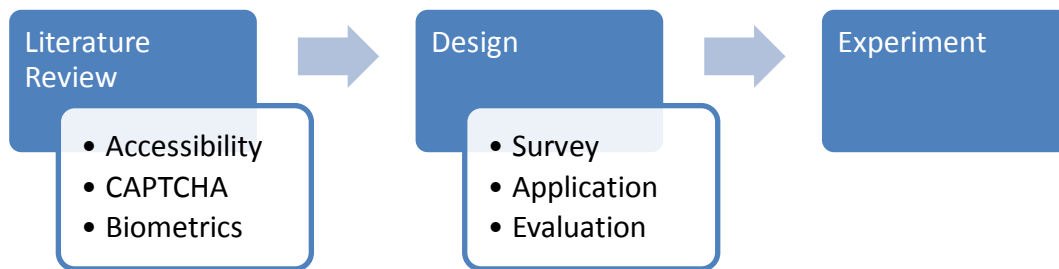 Literature
Review
• Accessibility
• CAPTCHA
• Biometrics
Design
• Survey
• Application
• Evaluation
Experiment